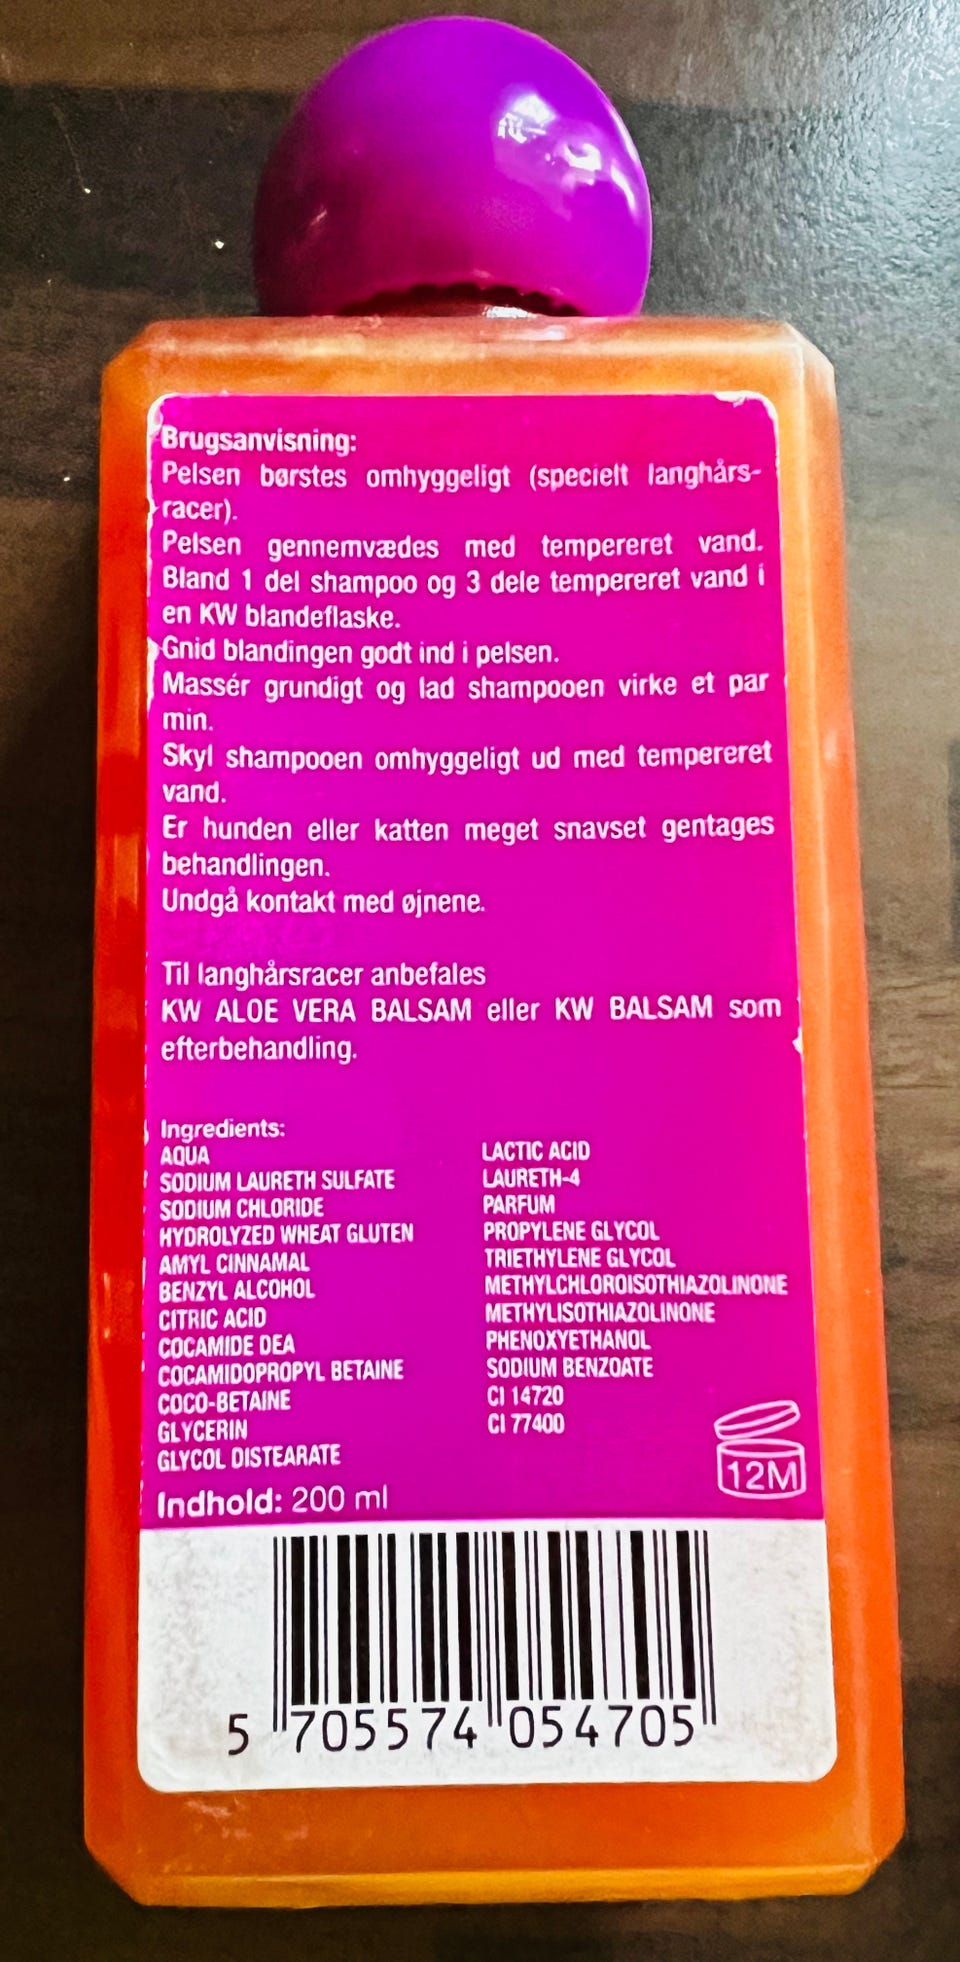 Brugsanvisning:
Pelsen børstes omhyggeligt (specielt langhårs-
racer).
Pelsen gennemvædes med tempereret vand.
Bland 1 del shampoo og 3 dele tempereret vand i
en KW blandeflaske.
Gnid blandingen godt ind i pelsen.
Massér grundigt og lad shampooen virke et par
min.
Skyl shampooen omhyggeligt ud med tempereret
vand.
Er hunden eller katten meget snavset gentages
behandlingen.
Undgå kontakt med øjnene.
Til langhårsracer anbefales
KW ALOE VERA BALSAM eller KW BALSAM som
efterbehandling.
Ingredients:
AQUA
SODIUM LAURETH SULFATE
SODIUM CHLORIDE
HYDROLYZED WHEAT GLUTEN
AMYL CINNAMAL
BENZYL ALCOHOL
CITRIC ACID
COCAMIDE DEA
COCAMIDOPROPYL BETAINE
COCO-BETAINE
GLYCERIN
GLYCOL DISTEARATE
LACTIC ACID
LAURETH-4
PARFUM
PROPYLENE GLYCOL
TRIETHYLENE GLYCOL
METHYLCHLOROISOTHIAZOLINONE
METHYLISOTHIAZOLINONE
PHENOXYETHANOL
SODIUM BENZOATE
CI 14720
CI 77400
12M
Indhold: 200 ml
5 705574 054705